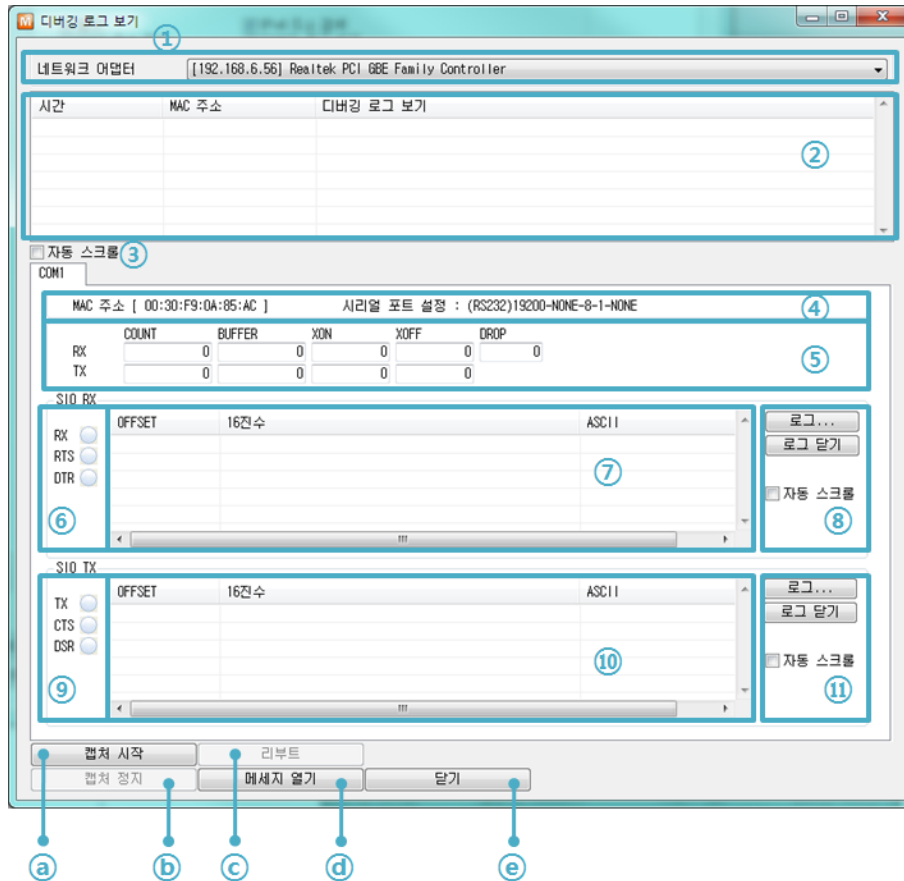 디버깅 로그 보기
①
네트워크 어댑터 [192.168.6.56] Realtek PCI GBE Family Controller
시간 MAC 주소 디버깅 로그 보기
②
자동 스크롤 ③
COM1
MAC 주소 [ 00:30:F9:0A:85:AC ] 시리얼 포트 설정 : (RS232)19200-NONE-8-1-NONE ④
COUNT BUFFER XON XOFF DROP
RX 0 0 0 0 0 ⑤
TX 0 0 0 0
SIO RX
OFFSET 16진수 ASCII 로그...
RX 로그 닫기
RTS
DTR ⑦ 자동 스크롤
⑥ ⑧
SIO TX
OFFSET 16진수 ASCII 로그...
TX 로그 닫기
CTS
DSR ⑩ 자동 스크롤
⑨ ⑪
캡처 시작 리부트
캡처 정지 메세지 열기 닫기
ⓐ ⓑ ⓒ ⓓ ⓔ